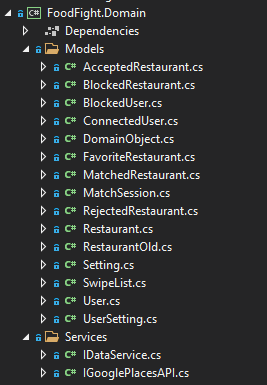 C# FoodFight.Domain
Dependencies
Models
C# AcceptedRestaurant.cs
C# BlockedRestaurant.cs
C# BlockedUser.cs
C# ConnectedUser.cs
C# DomainObject.cs
C# FavoriteRestaurant.cs
C# MatchedRestaurant.cs
C# MatchSession.cs
C# RejectedRestaurant.cs
C# Restaurant.cs
C# RestaurantOld.cs
C# Setting.cs
C# SwipeList.cs
C# User.cs
C# UserSetting.cs
Services
C# IDataService.cs
C# IGooglePlacesAPI.cs